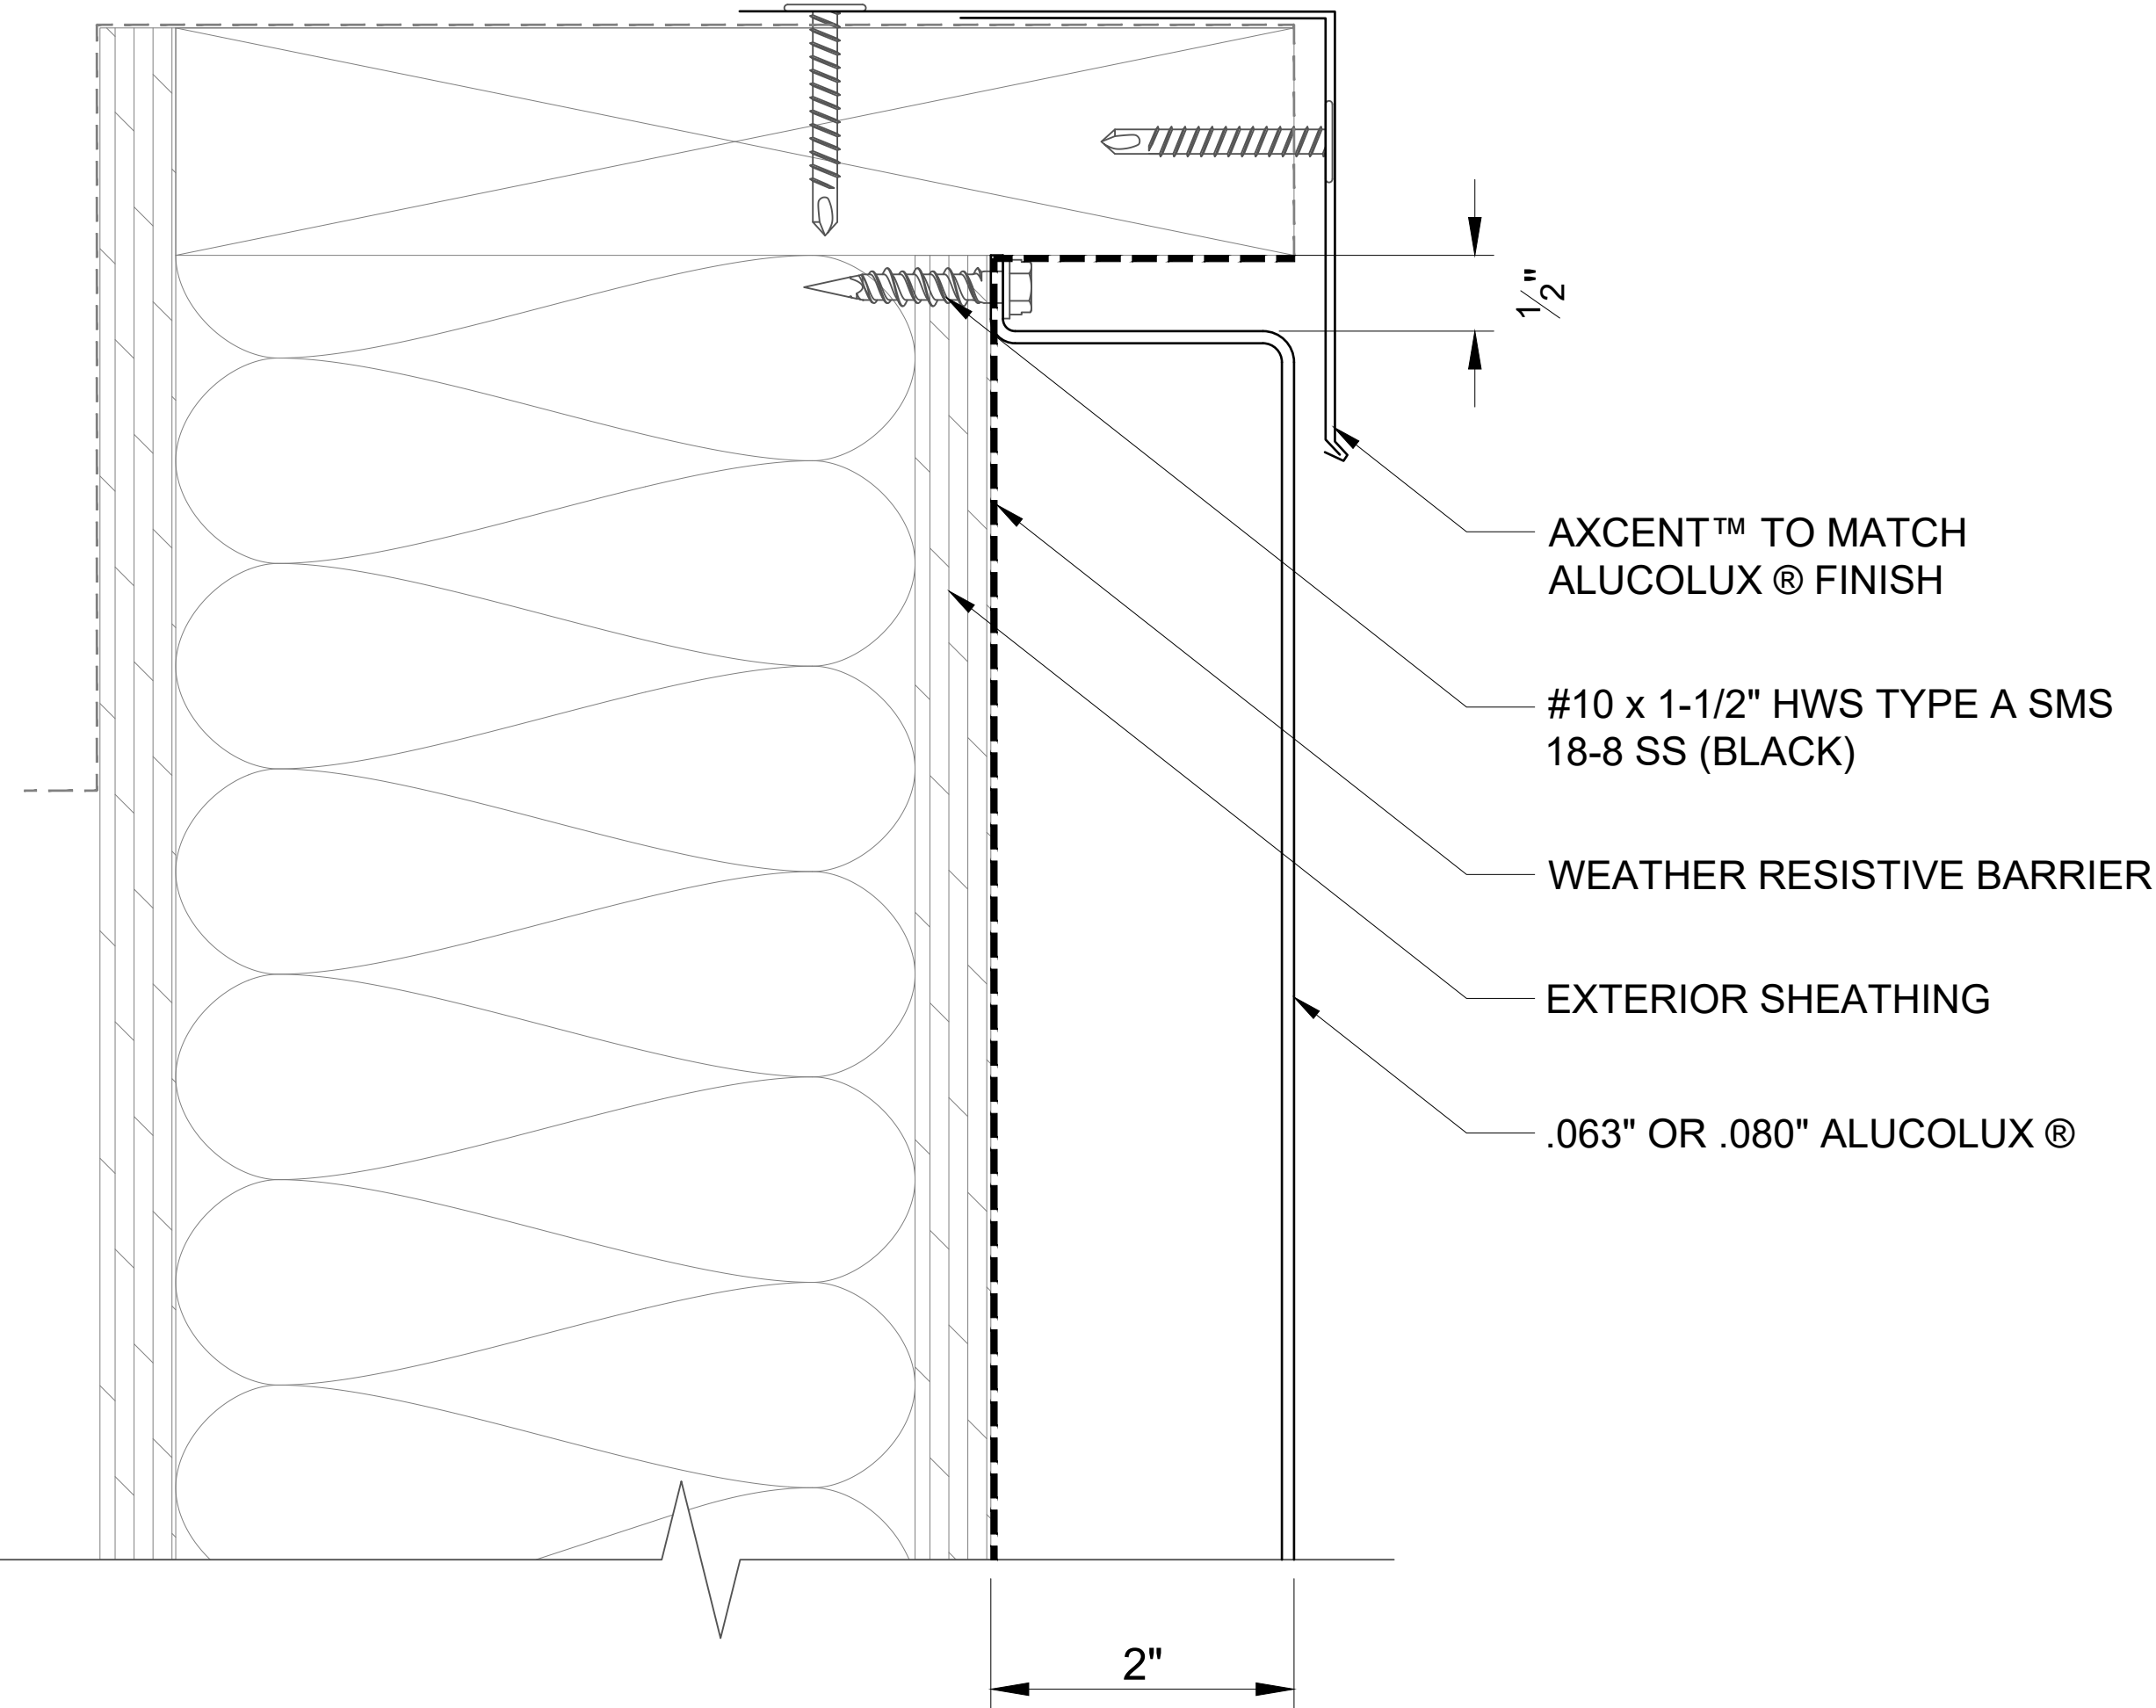 1/2"
AXCENT™ TO MATCH
ALUCOLUX ® FINISH
#10 x 1-1/2" HWS TYPE A SMS
18-8 SS (BLACK)
WEATHER RESISTIVE BARRIER
EXTERIOR SHEATHING
.063" OR .080" ALUCOLUX ®
2"